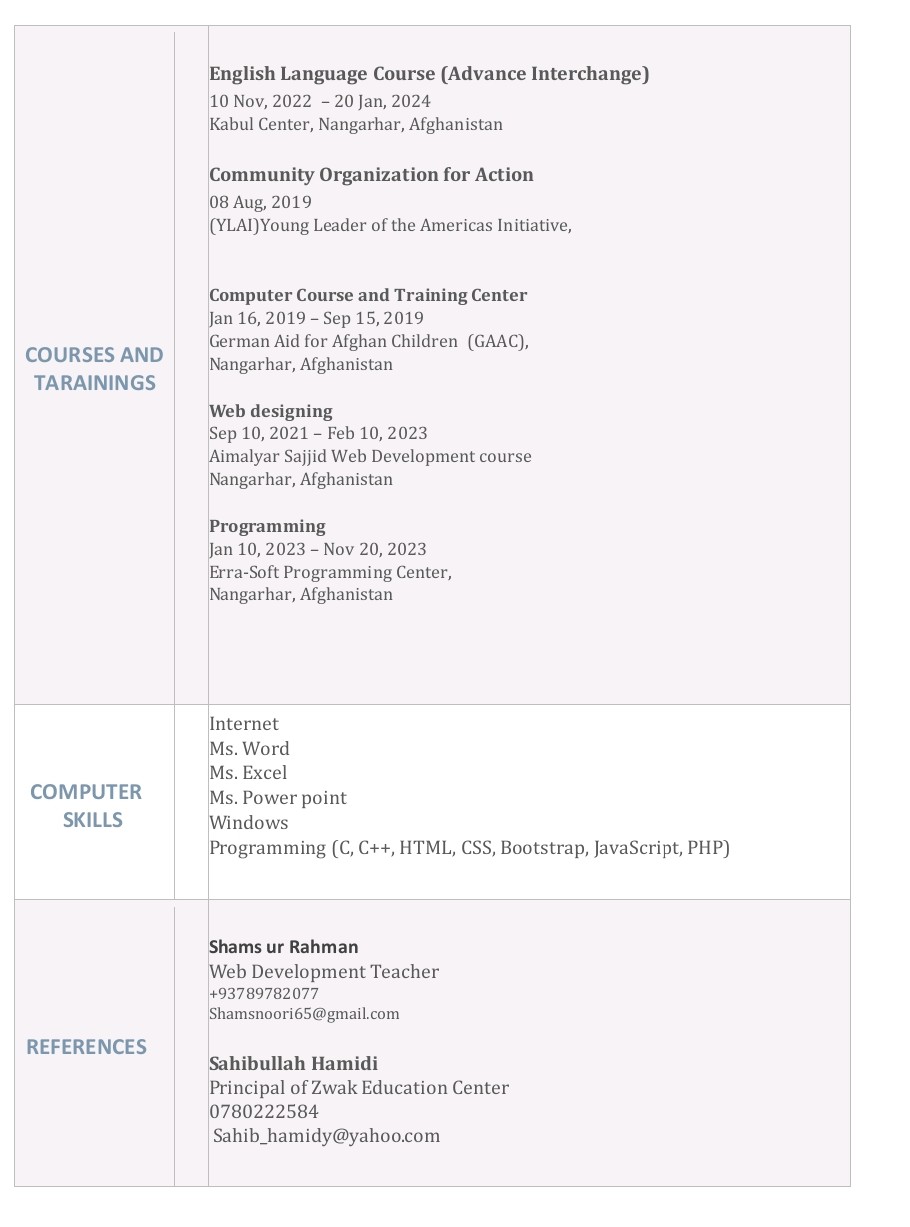 English Language Course (Advance Interchange)
10 Nov, 2022 – 20 Jan, 2024
Kabul Center, Nangarhar, Afghanistan
Community Organization for Action
08 Aug, 2019
(YLAI)Young Leader of the Americas Initiative,
COURSES AND
TARAININGS
Computer Course and Training Center
Jan 16, 2019 – Sep 15, 2019
German Aid for Afghan Children (GAAC),
Nangarhar, Afghanistan
Web designing
Sep 10, 2021 – Feb 10, 2023
Aimalyar Sajjid Web Development course
Nangarhar, Afghanistan
Programming
Jan 10, 2023 – Nov 20, 2023
Erra-Soft Programming Center,
Nangarhar, Afghanistan
COMPUTER
SKILLS
Internet
Ms. Word
Ms. Excel
Ms. Power point
Windows
Programming (C, C++, HTML, CSS, Bootstrap, JavaScript, PHP)
REFERENCES
Shams ur Rahman
Web Development Teacher
+93789782077
Shamsnoori65@gmail.com
Sahibullah Hamidi
Principal of Zwak Education Center
0780222584
Sahib_hamidy@yahoo.com